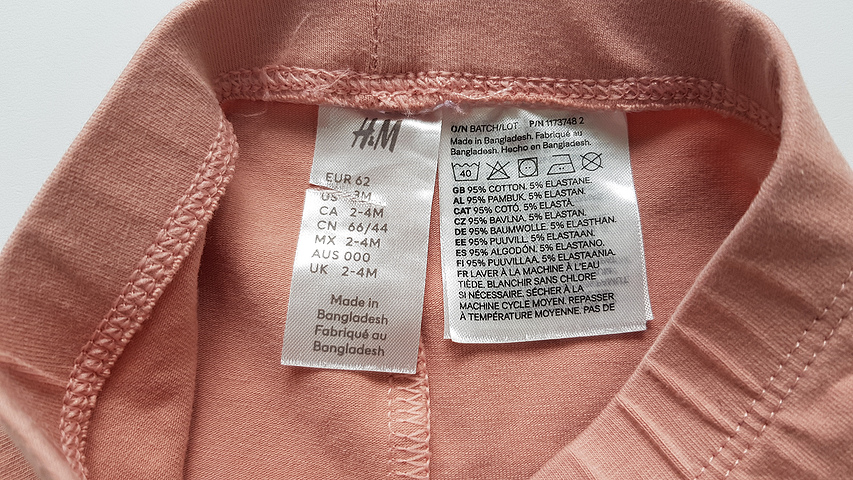 H&M
EUR 62
US 3M
CA 2-4M
CN 66/44
MX 2-4M
AUS 000
UK 2-4M
Made in
Bangladesh
Fabriqué au
Bangladesh
O/N BATCH/LOT P/N 1173748 2
Made in Bangladesh. Fabriqué au
Bangladesh. Hecho en Bangladesh.
40
GB 95% COTTON. 5% ELASTANE.
AL 95% PAMBUK. 5% ELASTAN.
CAT 95% COTÓ. 5% ELASTÀ.
CZ 95% BAVLNA. 5% ELASTAN.
DE 95% BAUMWOLLE. 5% ELASTHAN.
EE 95% PUUVILL. 5% ELASTAAN.
ES 95% ALGODÓN. 5% ELASTANO.
FI 95% PUUVILLAA. 5% ELASTAANIA.
FR LAVER À LA MACHINE À L'EAU
TIÈDE. BLANCHIR SANS CHLORE
SI NÉCESSAIRE. SÉCHER À LA
MACHINE CYCLE MOYEN. REPASSER
À TEMPÉRATURE MOYENNE. PAS DE